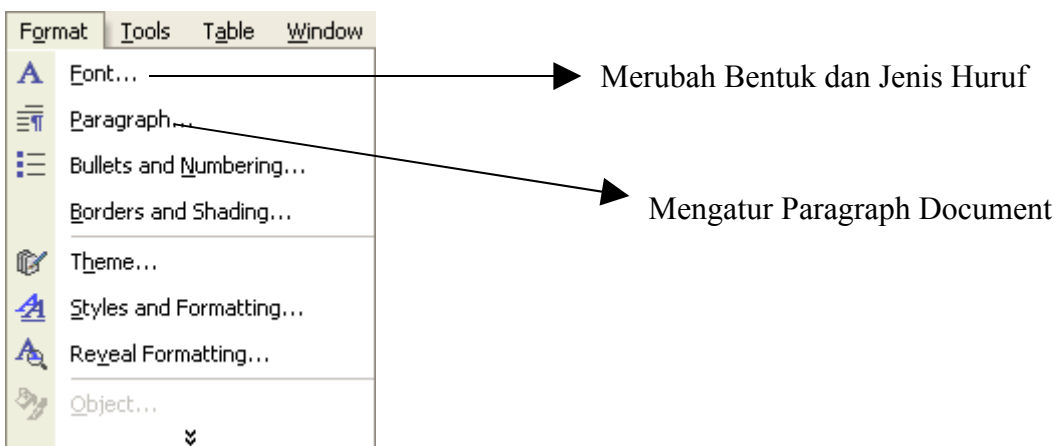 Format Tools Table Window
Font...
Merubah Bentuk dan Jenis Huruf
Paragraph...
Bullets and Numbering...
Mengatur Paragraph Document
Borders and Shading...
Theme...
Styles and Formatting...
Reveal Formatting...
Object...